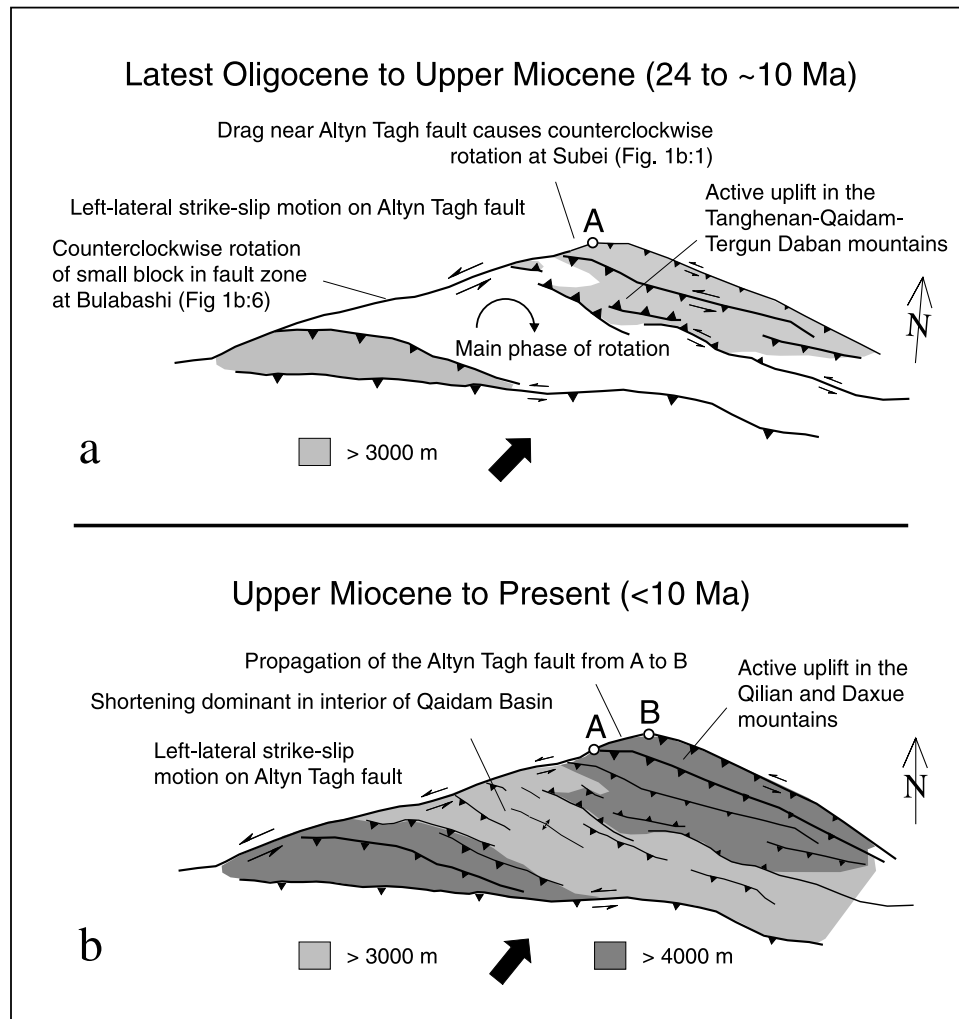 Latest Oligocene to Upper Miocene (24 to ~10 Ma)
Drag near Altyn Tagh fault causes counterclockwise
rotation at Subei (Fig. 1b:1)
Left-lateral strike-slip motion on Altyn Tagh fault
Active uplift in the
Tanghenan-Qaidam-
Tergun Daban mountains
A
Counterclockwise rotation
of small block in fault zone
at Bulabashi (Fig 1b:6)
N
Main phase of rotation
a
> 3000 m
Upper Miocene to Present (<10 Ma)
Propagation of the Altyn Tagh fault from A to B
Active uplift in the
Qilian and Daxue
mountains
Shortening dominant in interior of Qaidam Basin
A
B
Left-lateral strike-slip
motion on Altyn Tagh fault
N
b
> 3000 m
> 4000 m